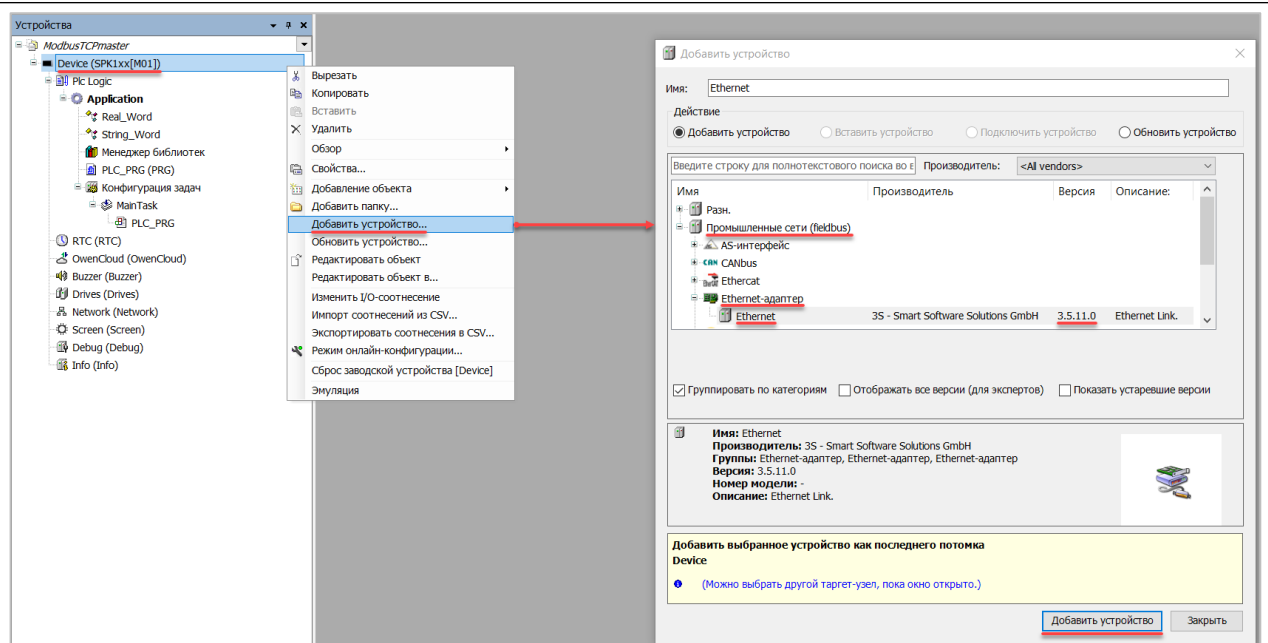 Устройства
ModbusTCPmaster
Device (SPK1xx[M01])
Plc Logic
Application
Real_Word
String_Word
Менеджер библиотек
PLC_PRG (PRG)
Конфигурация задач
MainTask
PLC_PRG
RTC (RTC)
OwenCloud (OwenCloud)
Buzzer (Buzzer)
Drives (Drives)
Network (Network)
Screen (Screen)
Debug (Debug)
Info (Info)
Вырезать
Копировать
Вставить
Удалить
Обзор
Свойства...
Добавление объекта
Добавить папку...
Добавить устройство...
Обновить устройство...
Редактировать объект
Редактировать объект в...
Изменить I/O-соотнесение
Импорт соотнесений из CSV...
Экспортировать соотнесения в CSV...
Режим онлайн-конфигурации...
Сброс заводской устройства [Device]
Эмуляция
Добавить устройство
Имя: Ethernet
Действие
Добавить устройство Вставить устройство Подключить устройство Обновить устройство
Введите строку для полнотекстового поиска во в Производитель: <All vendors>
Имя Производитель Версия Описание:
Разн.
Промышленные сети (fieldbus)
AS-интерфейс
CAN CANbus
Ethercat
Ethernet-адаптер
Ethernet 3S - Smart Software Solutions GmbH 3.5.11.0 Ethernet Link.
Группировать по категориям Отображать все версии (для экспертов) Показать устаревшие версии
Имя: Ethernet
Производитель: 3S - Smart Software Solutions GmbH
Группы: Ethernet-адаптер, Ethernet-адаптер, Ethernet-адаптер
Версия: 3.5.11.0
Номер модели: -
Описание: Ethernet Link.
Добавить выбранное устройство как последнего потомка
Device
(Можно выбрать другой таргет-узел, пока окно открыто.)
Добавить устройство Закрыть